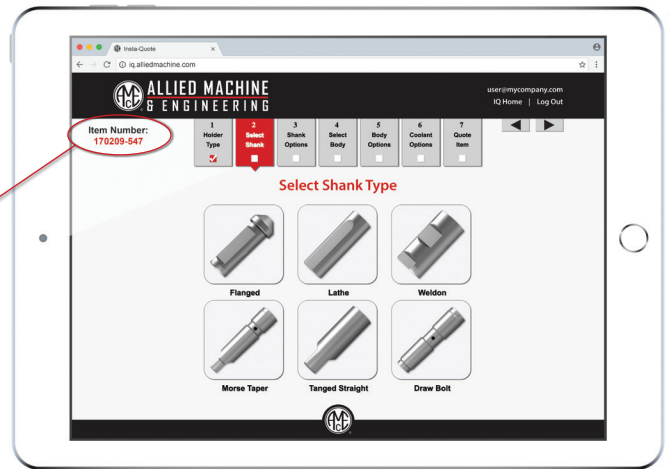 Insta-Quote
iq.alliedmachine.com
ALLIED MACHINE
& ENGINEERING
user@mycompany.com
IQ Home | Log Out
Item Number:
170209-547
1
Holder
Type
2
Select
Shank
3
Shank
Options
4
Select
Body
5
Body
Options
6
Coolant
Options
7
Quote
Item
Select Shank Type
Flanged
Lathe
Weldon
Morse Taper
Tanged Straight
Draw Bolt